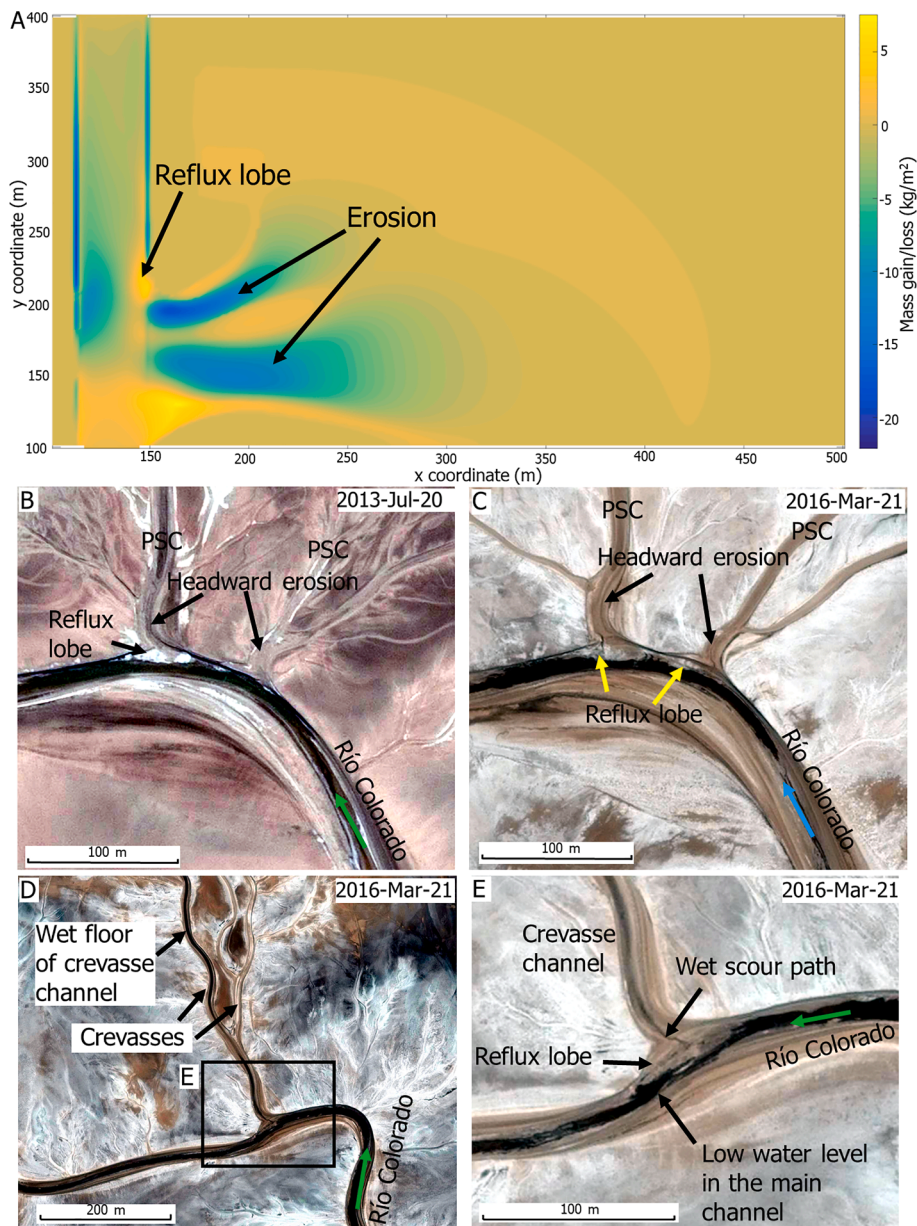 A
400
350
300
250
200
150
100
y coordinate (m)
Reflux lobe
Erosion
150
200
250
300
350
400
450
500
x coordinate (m)
5
0
-5
-10
-15
-20
Mass gain/loss (kg/m²)
B
2013-Jul-20
PSC
PSC
Headward erosion
Reflux
lobe
Río Colorado
100 m
C
2016-Mar-21
PSC
PSC
Headward erosion
Reflux lobe
Río Colorado
100 m
D
2016-Mar-21
Wet floor
of crevasse
channel
Crevasses
E
Río Colorado
200 m
E
2016-Mar-21
Crevasse
channel
Wet scour path
Reflux lobe
Río Colorado
Low water level
in the main
channel
100 m